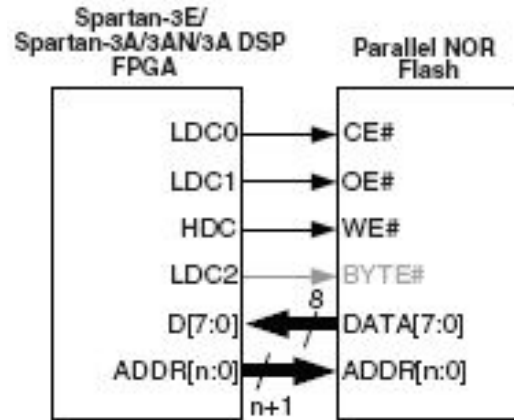 Spartan-3E/
Spartan-3A/3AN/3A DSP
FPGA
Parallel NOR
Flash
LDC0
CE#
LDC1
OE#
HDC
WE#
LDC2
BYTE#
8
D[7:0]
DATA[7:0]
ADDR[n:0]
ADDR[n:0]
n+1